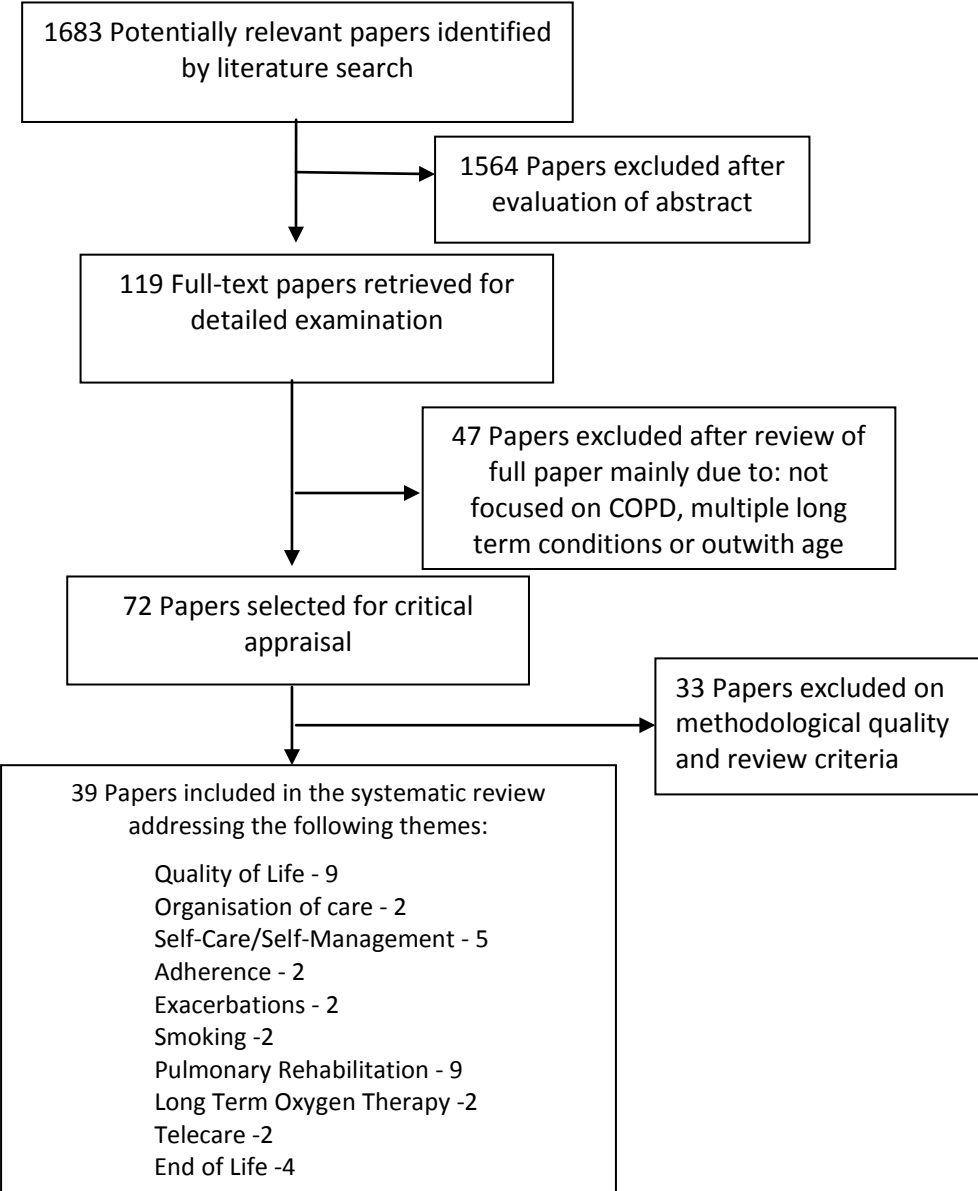 1683 Potentially relevant papers identified
by literature search
1564 Papers excluded after
evaluation of abstract
119 Full-text papers retrieved for
detailed examination
47 Papers excluded after review of
full paper mainly due to: not
focused on COPD, multiple long
term conditions or outwith age
72 Papers selected for critical
appraisal
33 Papers excluded on
methodological quality
and review criteria
39 Papers included in the systematic review
addressing the following themes:
Quality of Life - 9
Organisation of care - 2
Self-Care/Self-Management - 5
Adherence - 2
Exacerbations - 2
Smoking -2
Pulmonary Rehabilitation - 9
Long Term Oxygen Therapy -2
Telecare -2
End of Life -4